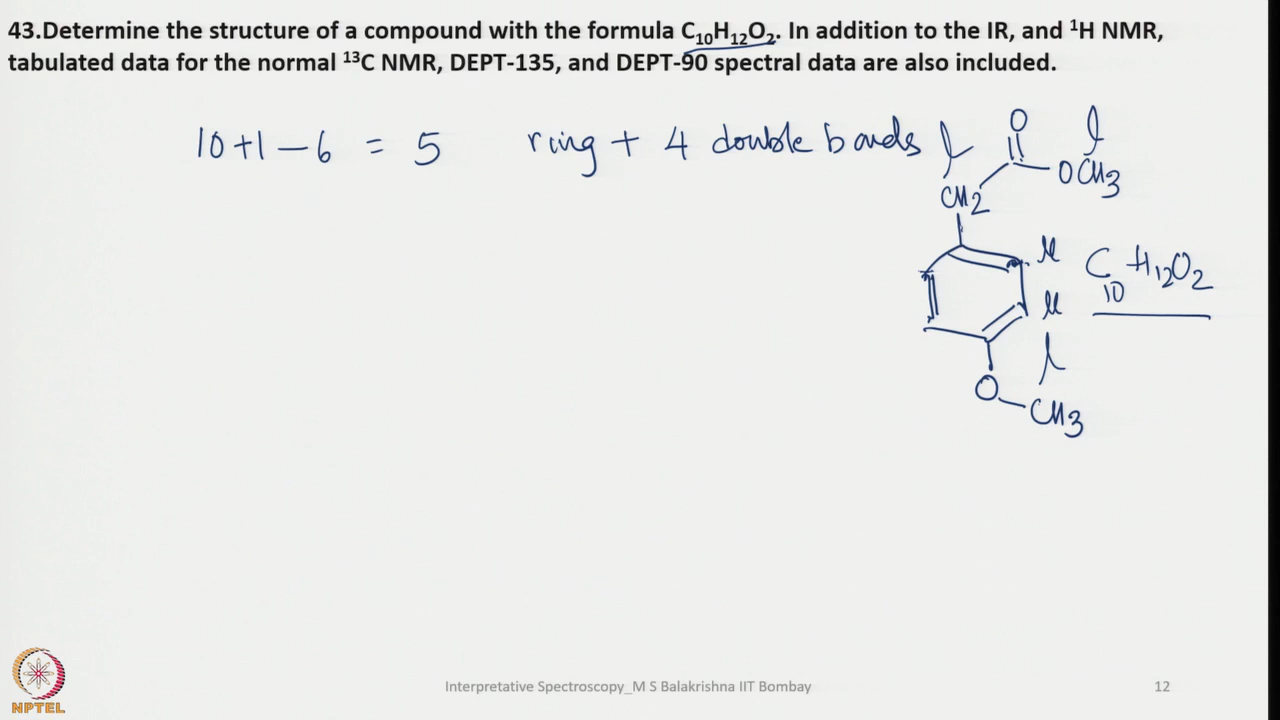 43.Determine the structure of a compound with the formula C₁₀H₁₂O₂. In addition to the IR, and ¹H NMR,
tabulated data for the normal ¹³C NMR, DEPT-135, and DEPT-90 spectral data are also included.
10+1-6 = 5 ring + 4 double bonds
O
OCH₃
CH₂
H
C₁₀H₁₂O₂
H
O-CH₃
Interpretative Spectroscopy_M S Balakrishna IIT Bombay
12
NPTEL